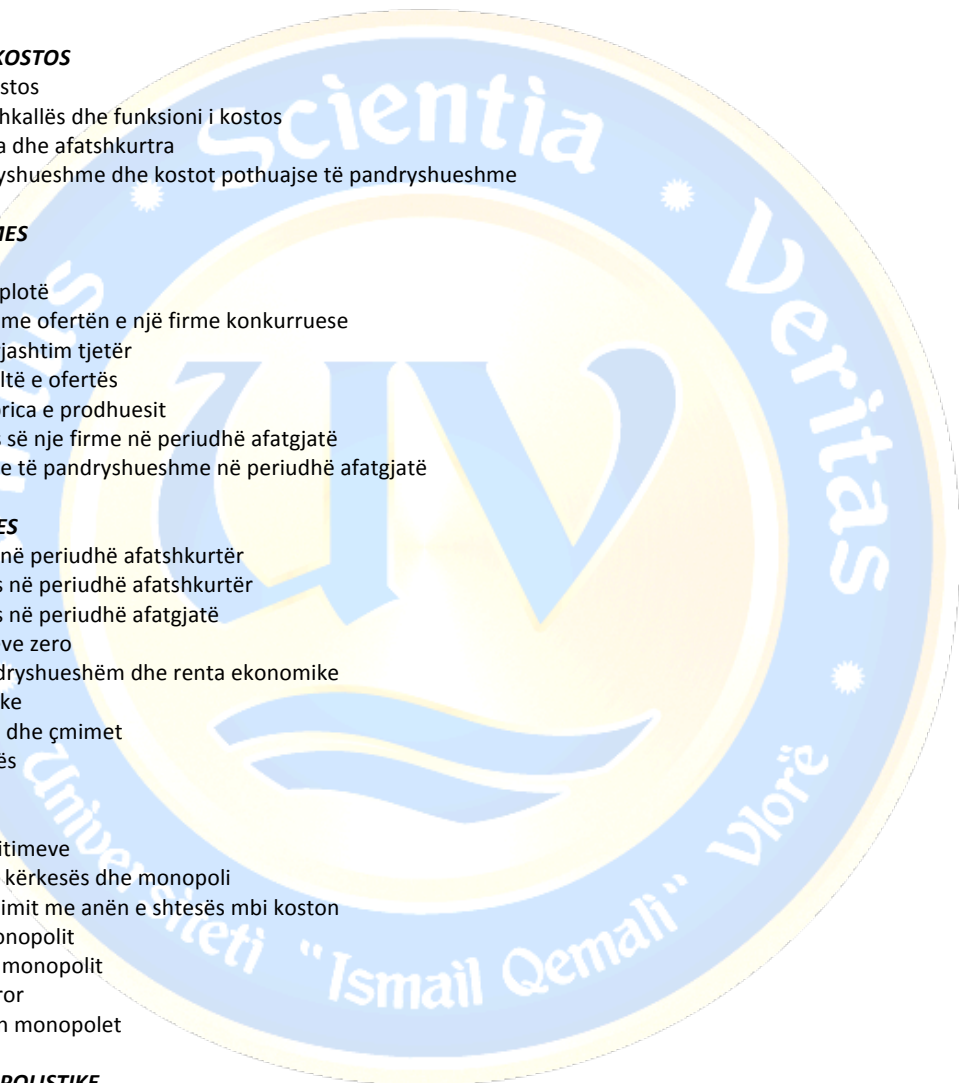 KOSTOS
stos
hkallës dhe funksioni i kostos
a dhe afatshkurtra
yshueshme dhe kostot pothuajse të pandryshueshme
MES
plotë
me ofertën e një firme konkurruese
jashtim tjetër
ltë e ofertës
rica e prodhuesit
s së nje firme në periudhë afatgjatë
e të pandryshueshme në periudhë afatgjatë
ES
në periudhë afatshkurtër
s në periudhë afatshkurtër
s në periudhë afatgjatë
ve zero
dryshueshëm dhe renta ekonomike
ke
dhe çmimet
ës
itimeve
kërkesës dhe monopoli
imit me anën e shtesës mbi koston
onopolit
monopolit
ror
n monopolet
POLISTIKE
Scientia
Veritas
UV
Universiteti "Ismail Qemali" Vlorë